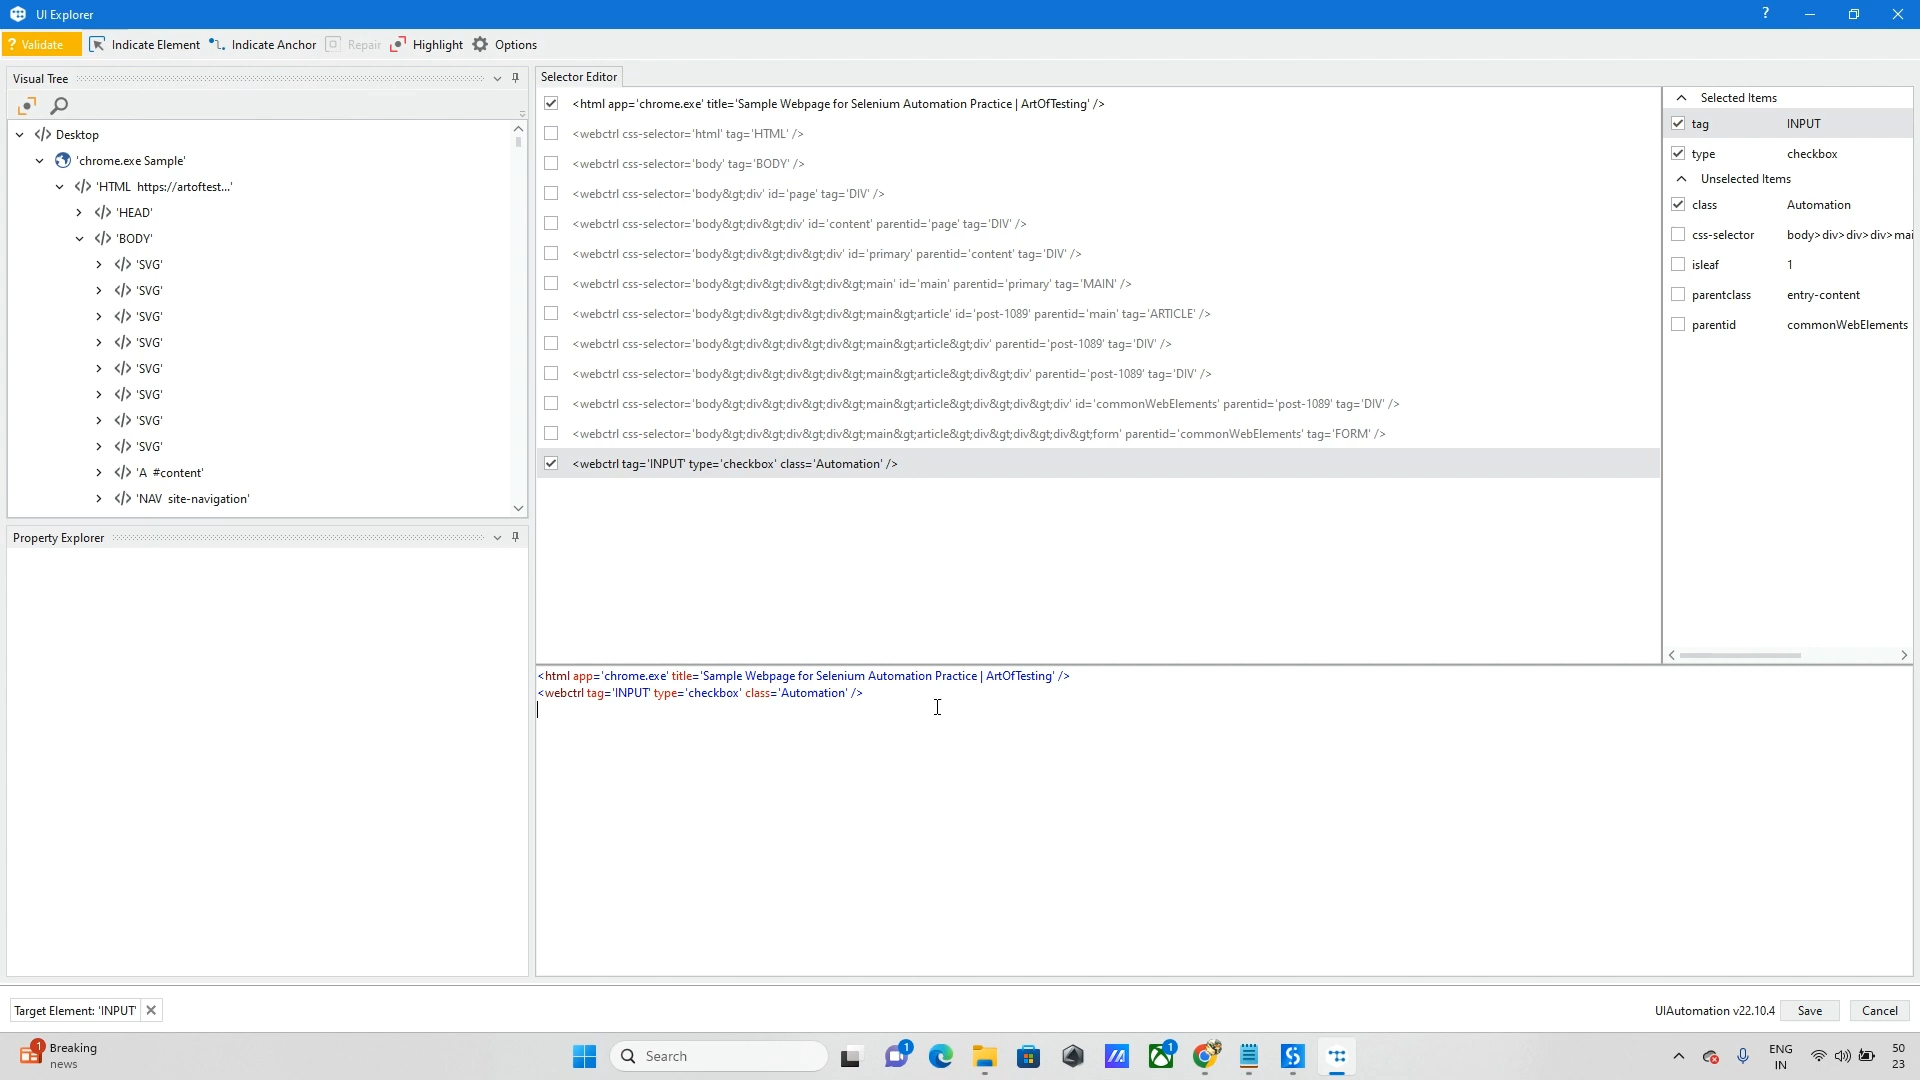 UI Explorer
? Validate
Indicate Element
Indicate Anchor
Repair
Highlight
Options
Visual Tree
Desktop
'chrome.exe Sample'
</> 'HTML https://artoftest...'
</> 'HEAD'
</> 'BODY'
</> 'SVG'
</> 'SVG'
</> 'SVG'
</> 'SVG'
</> 'SVG'
</> 'SVG'
</> 'SVG'
</> 'SVG'
</> 'A #content'
</> 'NAV site-navigation'
Property Explorer
Selector Editor
<html app='chrome.exe' title='Sample Webpage for Selenium Automation Practice | ArtOfTesting' />
<webctrl css-selector='html' tag='HTML' />
<webctrl css-selector='body' tag='BODY' />
<webctrl css-selector='body&gt;div' id='page' tag='DIV' />
<webctrl css-selector='body&gt;div&gt;div' id='content' parentid='page' tag='DIV' />
<webctrl css-selector='body&gt;div&gt;div&gt;div' id='primary' parentid='content' tag='DIV' />
<webctrl css-selector='body&gt;div&gt;div&gt;div&gt;main' id='main' parentid='primary' tag='MAIN' />
<webctrl css-selector='body&gt;div&gt;div&gt;div&gt;main&gt;article' id='post-1089' parentid='main' tag='ARTICLE' />
<webctrl css-selector='body&gt;div&gt;div&gt;div&gt;main&gt;article&gt;div' parentid='post-1089' tag='DIV' />
<webctrl css-selector='body&gt;div&gt;div&gt;div&gt;main&gt;article&gt;div&gt;div' parentid='post-1089' tag='DIV' />
<webctrl css-selector='body&gt;div&gt;div&gt;div&gt;main&gt;article&gt;div&gt;div&gt;div' id='commonWebElements' parentid='post-1089' tag='DIV' />
<webctrl css-selector='body&gt;div&gt;div&gt;div&gt;main&gt;article&gt;div&gt;div&gt;div&gt;form' parentid='commonWebElements' tag='FORM' />
<webctrl tag='INPUT' type='checkbox' class='Automation' />
Selected Items
tag INPUT
type checkbox
Unselected Items
class Automation
css-selector body>div>div>div>mai
isleaf 1
parentclass entry-content
parentid commonWebElements
<html app='chrome.exe' title='Sample Webpage for Selenium Automation Practice | ArtOfTesting' />
<webctrl tag='INPUT' type='checkbox' class='Automation' />
Target Element: 'INPUT'
UIAutomation v22.10.4
Save
Cancel
1
Breaking
news
Search
1
1
ENG
IN
50
23